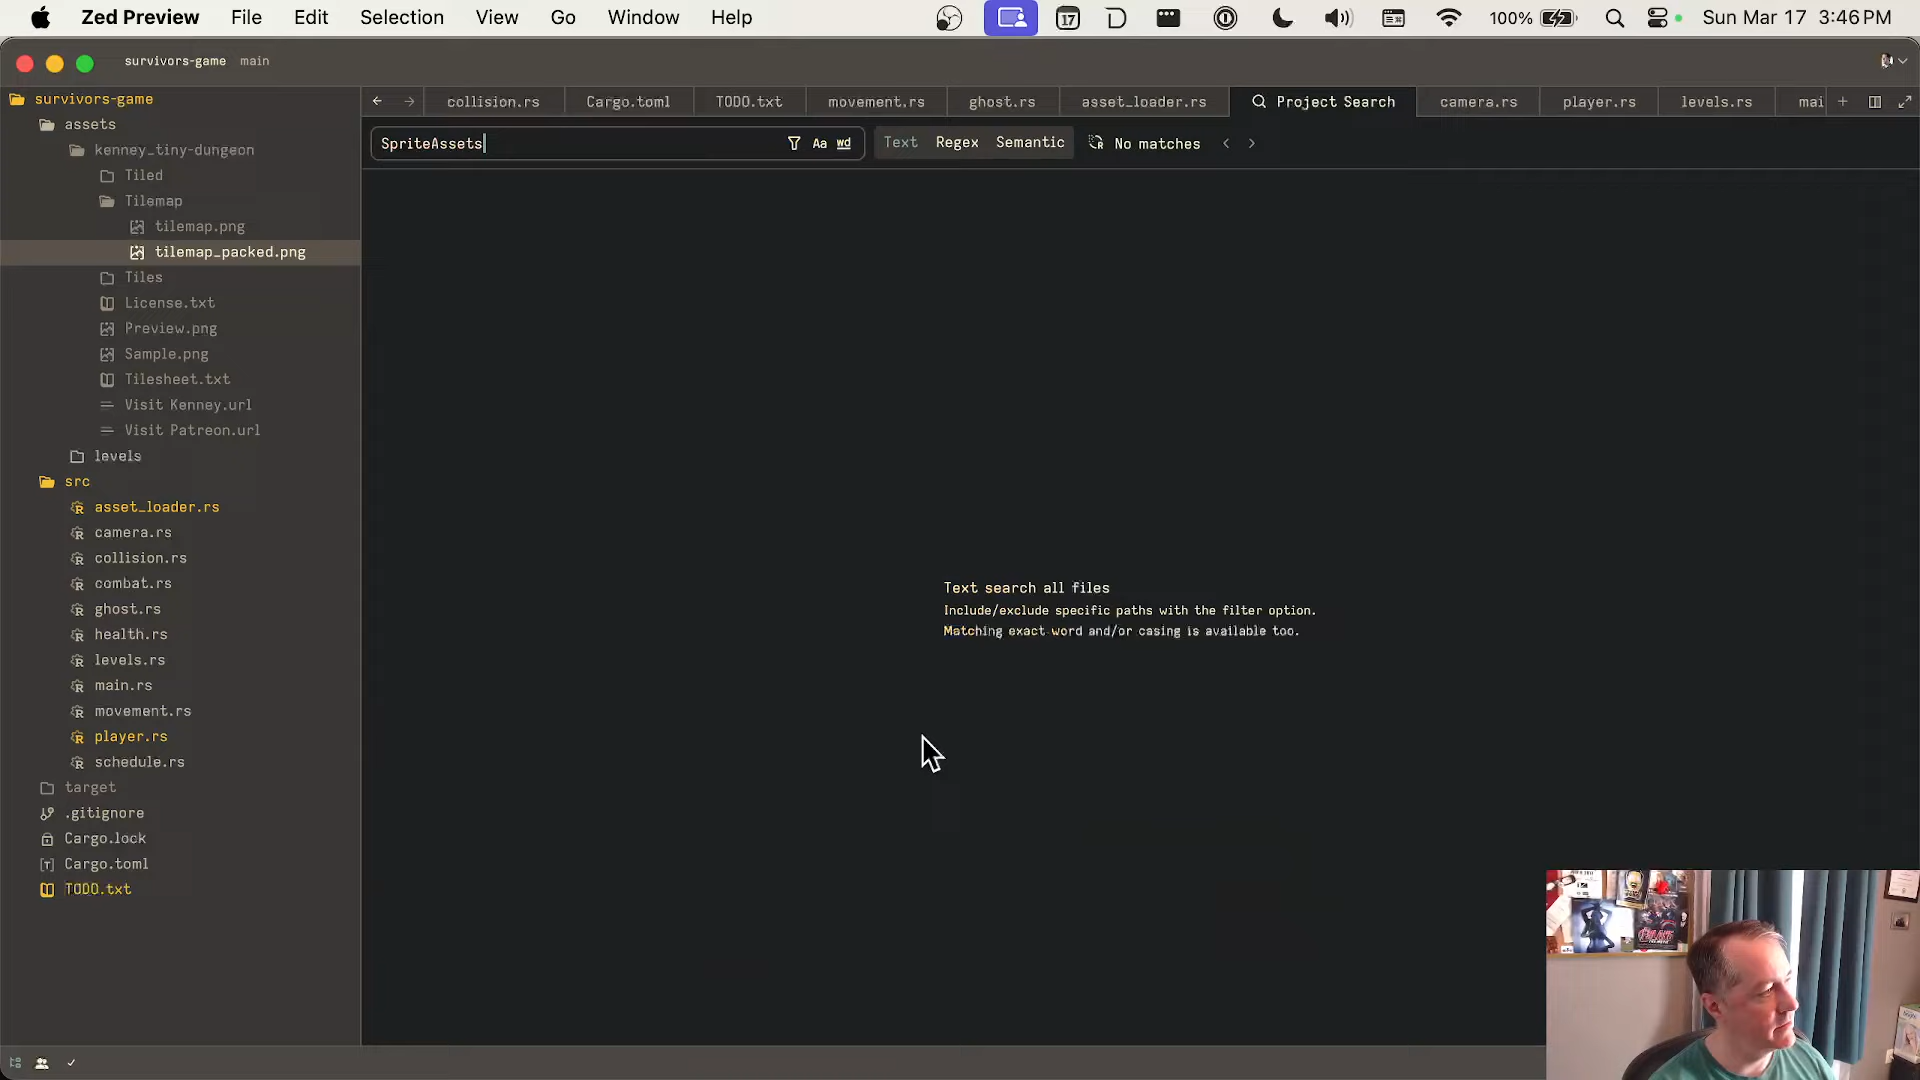 Zed Preview File Edit Selection View Go Window Help 17 100% Sun Mar 17 3:46 PM
survivors-game main
survivors-game
assets
kenney_tiny-dungeon
Tiled
Tilemap
tilemap.png
tilemap_packed.png
Tiles
License.txt
Preview.png
Sample.png
Tilesheet.txt
Visit Kenney.url
Visit Patreon.url
levels
src
asset_loader.rs
camera.rs
collision.rs
combat.rs
ghost.rs
health.rs
levels.rs
main.rs
movement.rs
player.rs
schedule.rs
target
.gitignore
Cargo.lock
Cargo.toml
TODO.txt
collision.rs Cargo.toml TODO.txt movement.rs ghost.rs asset_loader.rs Project Search camera.rs player.rs levels.rs mai
SpriteAssets Aa wd Text Regex Semantic No matches
Text search all files
Include/exclude specific paths with the filter option.
Matching exact word and/or casing is available too.